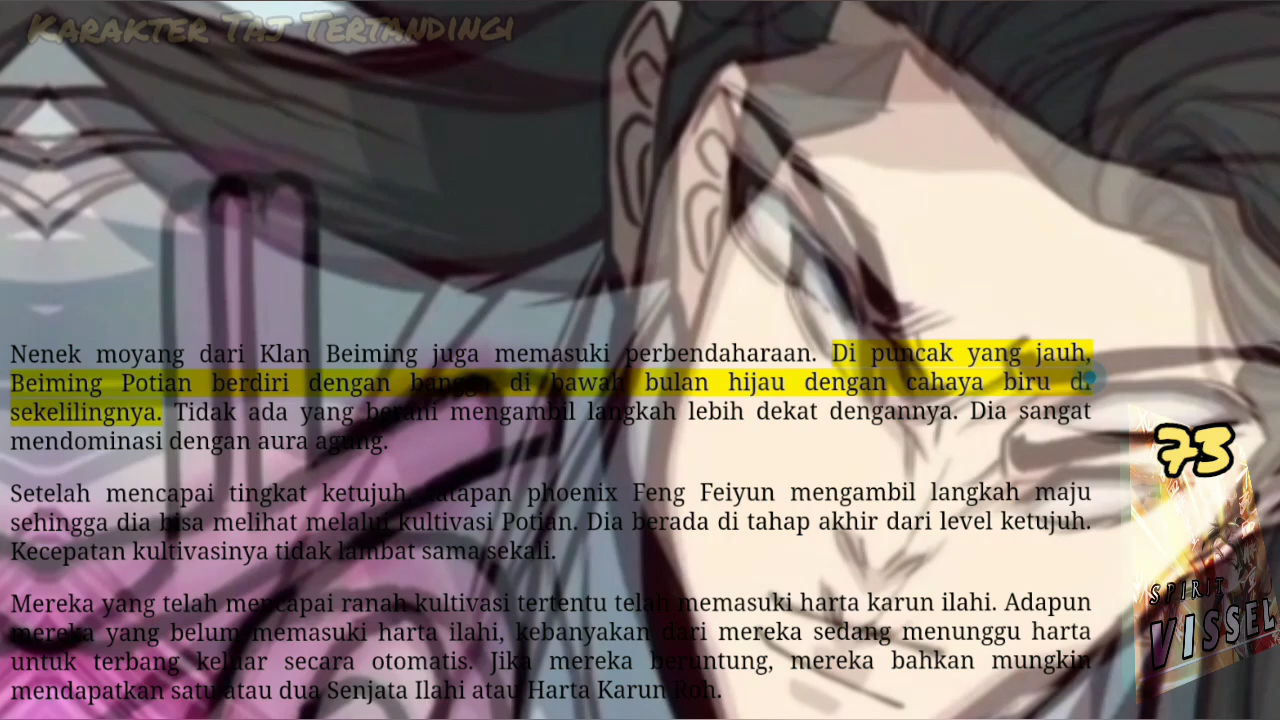 Karakter Taj Tertandingi
Nenek moyang dari Klan Beiming juga memasuki perbendaharaan. Di puncak yang jauh,
Beiming Potian berdiri dengan bangga di bawah bulan hijau dengan cahaya biru di
sekelilingnya. Tidak ada yang berani mengambil langkah lebih dekat dengannya. Dia sangat
mendominasi dengan aura agung.
Setelah mencapai tingkat ketujuh, tatapan phoenix Feng Feiyun mengambil langkah maju
sehingga dia bisa melihat melalui kultivasi Potian. Dia berada di tahap akhir dari level ketujuh.
Kecepatan kultivasinya tidak lambat sama sekali.
Mereka yang telah mencapai ranah kultivasi tertentu telah memasuki harta karun ilahi. Adapun
mereka yang belum memasuki harta ilahi, kebanyakan dari mereka sedang menunggu harta
untuk terbang keluar secara otomatis. Jika mereka beruntung, mereka bahkan mungkin
mendapatkan satu atau dua Senjata Ilahi atau Harta Karun Roh.
73
SPIRIT
VISSEL